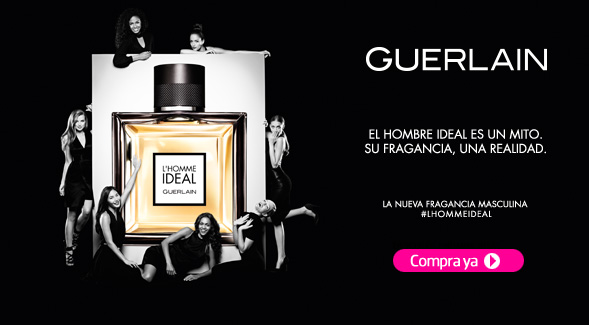 L'HOMME
IDEAL
GUERLAIN
GUERLAIN
EL HOMBRE IDEAL ES UN MITO.
SU FRAGANCIA, UNA REALIDAD.
LA NUEVA FRAGANCIA MASCULINA
#LHOMMEIDEAL
Compra ya